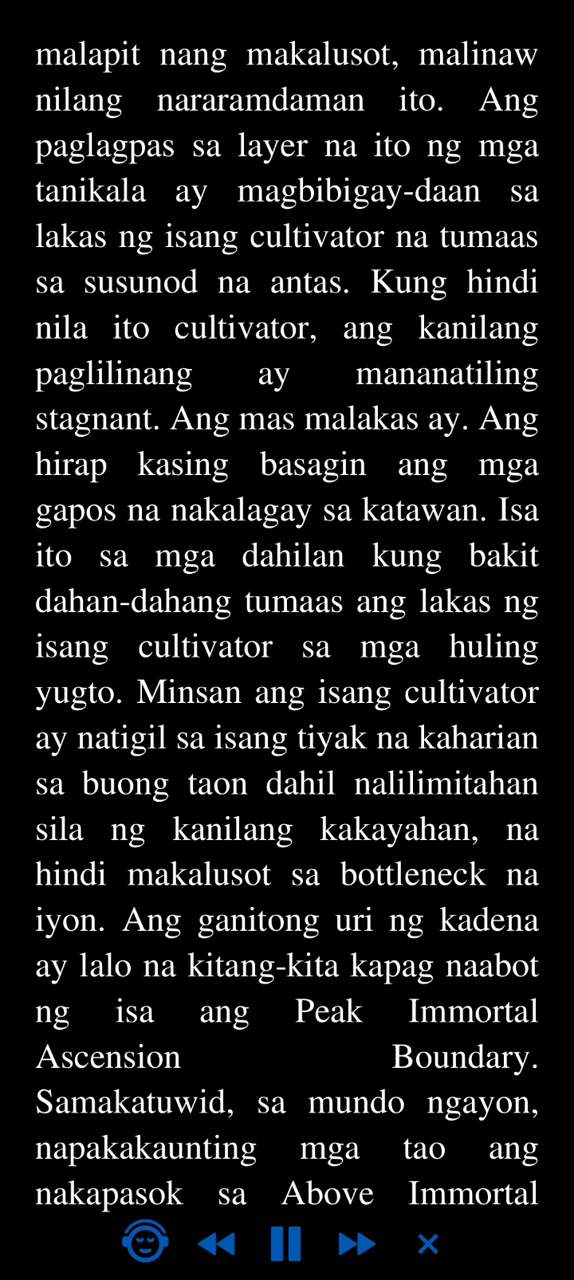 malapit nang makalusot, malinaw
nilang nararamdaman ito. Ang
paglagpas sa layer na ito ng mga
tanikala ay magbibigay-daan sa
lakas ng isang cultivator na tumaas
sa susunod na antas. Kung hindi
nila ito cultivator, ang kanilang
paglilinang ay mananatiling
stagnant. Ang mas malakas ay. Ang
hirap kasing basagin ang mga
gapos na nakalagay sa katawan. Isa
ito sa mga dahilan kung bakit
dahan-dahang tumaas ang lakas ng
isang cultivator sa mga huling
yugto. Minsan ang isang cultivator
ay natigil sa isang tiyak na kaharian
sa buong taon dahil nalilimitahan
sila ng kanilang kakayahan, na
hindi makalusot sa bottleneck na
iyon. Ang ganitong uri ng kadena
ay lalo na kitang-kita kapag naabot
ng isa ang Peak Immortal
Ascension Boundary.
Samakatuwid, sa mundo ngayon,
napakakaunting mga tao ang
nakapasok sa Above Immortal